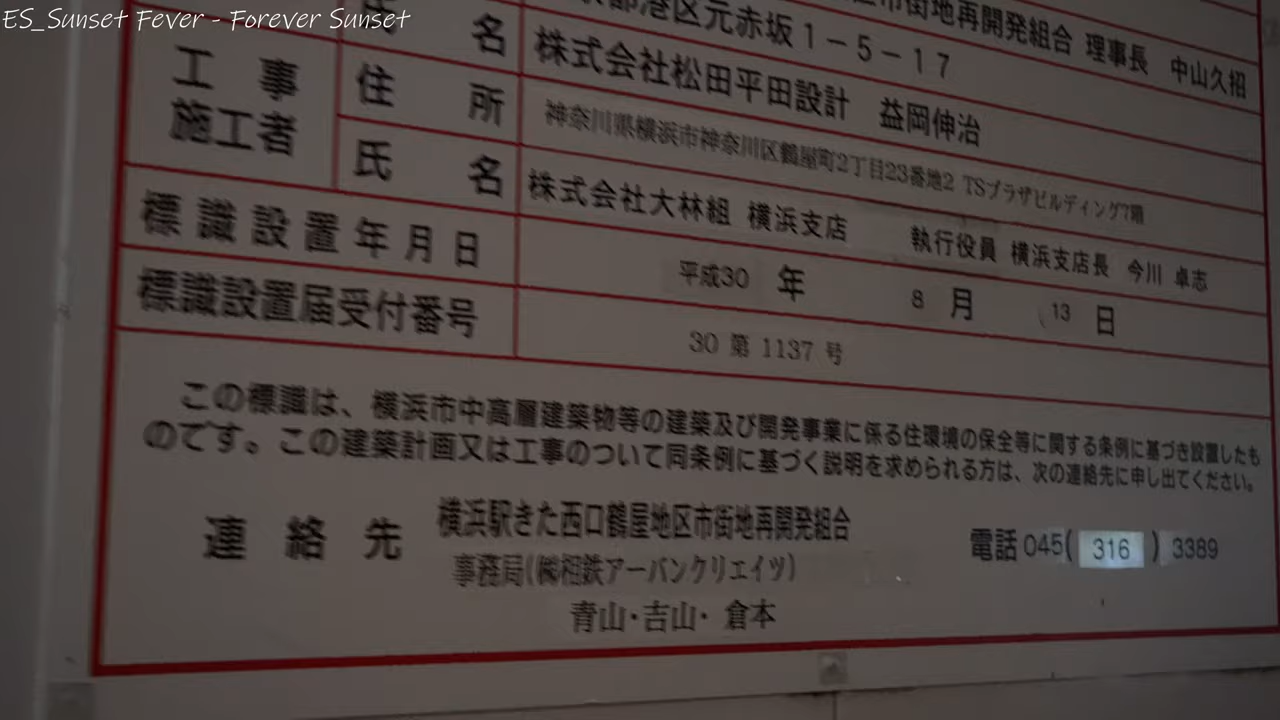 ES_Sunset Fever - Forever Sunset
市街地再開発組合 理事長 中山久招
港区元赤坂1-5-17
氏 名 株式会社松田平田設計 益岡伸治
工事施工者 住 所 神奈川県横浜市神奈川区鶴屋町2丁目23番地2 TSプラザビルディング7階
氏 名 株式会社大林組 横浜支店 執行役員 横浜支店長 今川 卓志
標識設置年月日 平成30 年 8 月 13 日
標識設置届受付番号 30 第 1137 号
この標識は、横浜市中高層建築物等の建築及び開発事業に係る住環境の保全等に関する条例に基づき設置したも
のです。この建築計画又は工事のついて同条例に基づく説明を求められる方は、次の連絡先に申し出てください。
連 絡 先 横浜駅きた西口鶴屋地区市街地再開発組合 電話 045( 316 ) 3389
事務局(㈱相鉄アーバンクリエイツ)
青山・吉山・倉本